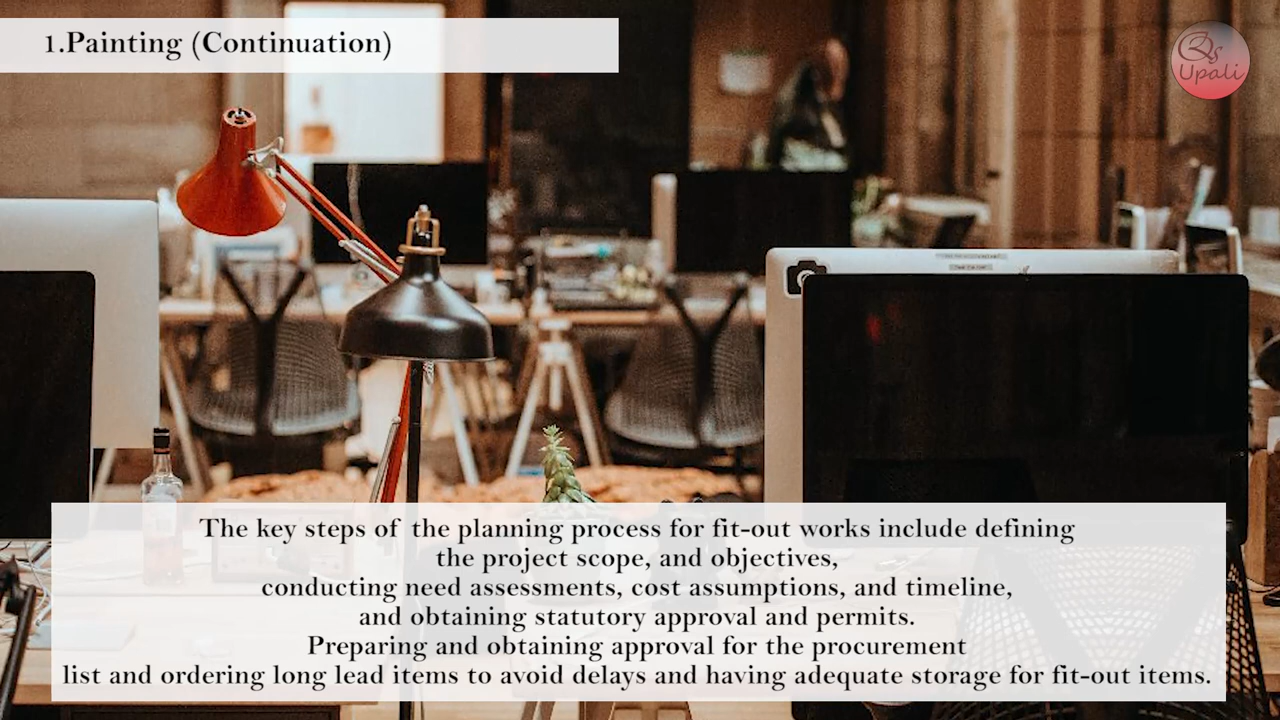 1.Painting (Continuation)
Qs
Upali
The key steps of the planning process for fit-out works include defining
the project scope, and objectives,
conducting need assessments, cost assumptions, and timeline,
and obtaining statutory approval and permits.
Preparing and obtaining approval for the procurement
list and ordering long lead items to avoid delays and having adequate storage for fit-out items.